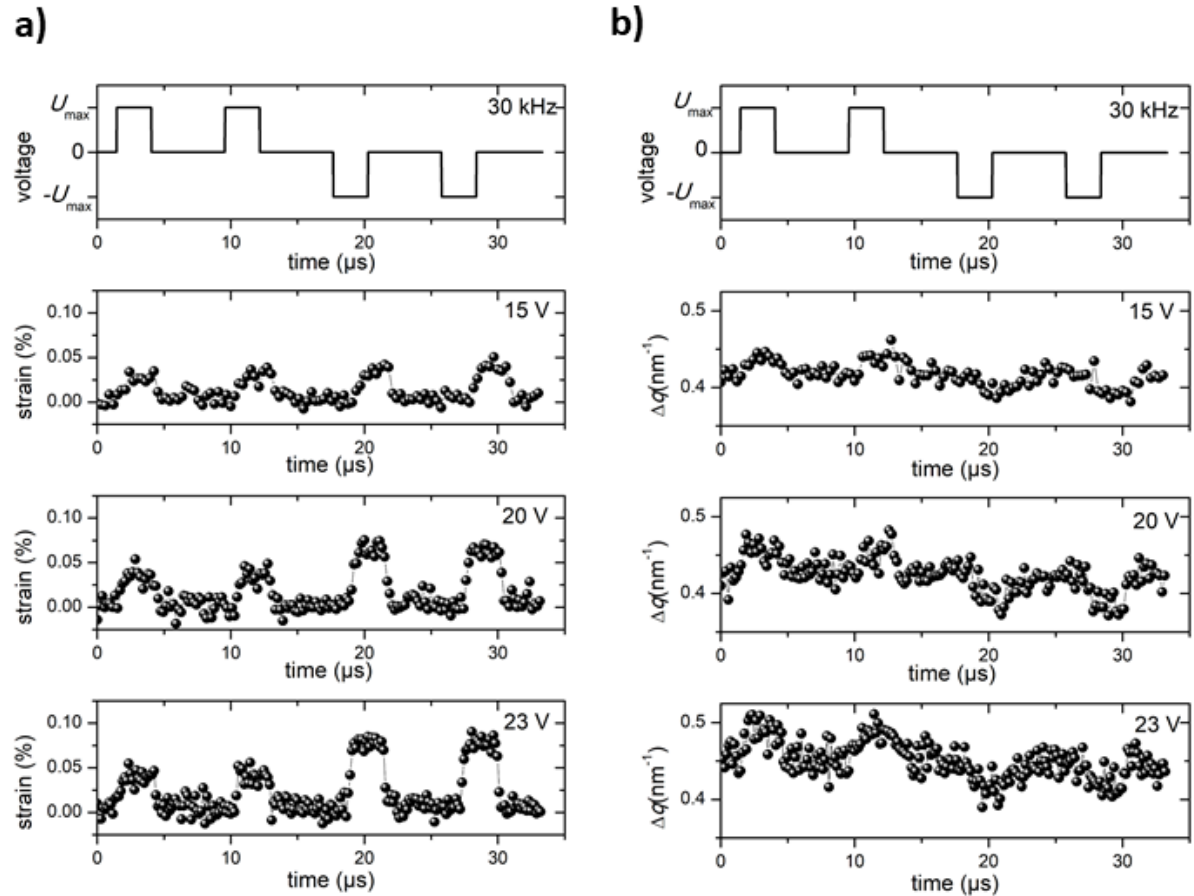 a)
U_max
0
-U_max
voltage
30 kHz
0 10 20 30
time (µs)
0.10
0.05
0.00
strain (%)
15 V
0 10 20 30
time (µs)
0.10
0.05
0.00
strain (%)
20 V
0 10 20 30
time (µs)
0.10
0.05
0.00
strain (%)
23 V
0 10 20 30
time (µs)
b)
U_max
0
-U_max
voltage
30 kHz
0 10 20 30
time (µs)
0.5
0.4
Δq(nm⁻¹)
15 V
0 10 20 30
time (µs)
0.5
0.4
Δq(nm⁻¹)
20 V
0 10 20 30
time (µs)
0.5
0.4
Δq(nm⁻¹)
23 V
0 10 20 30
time (µs)